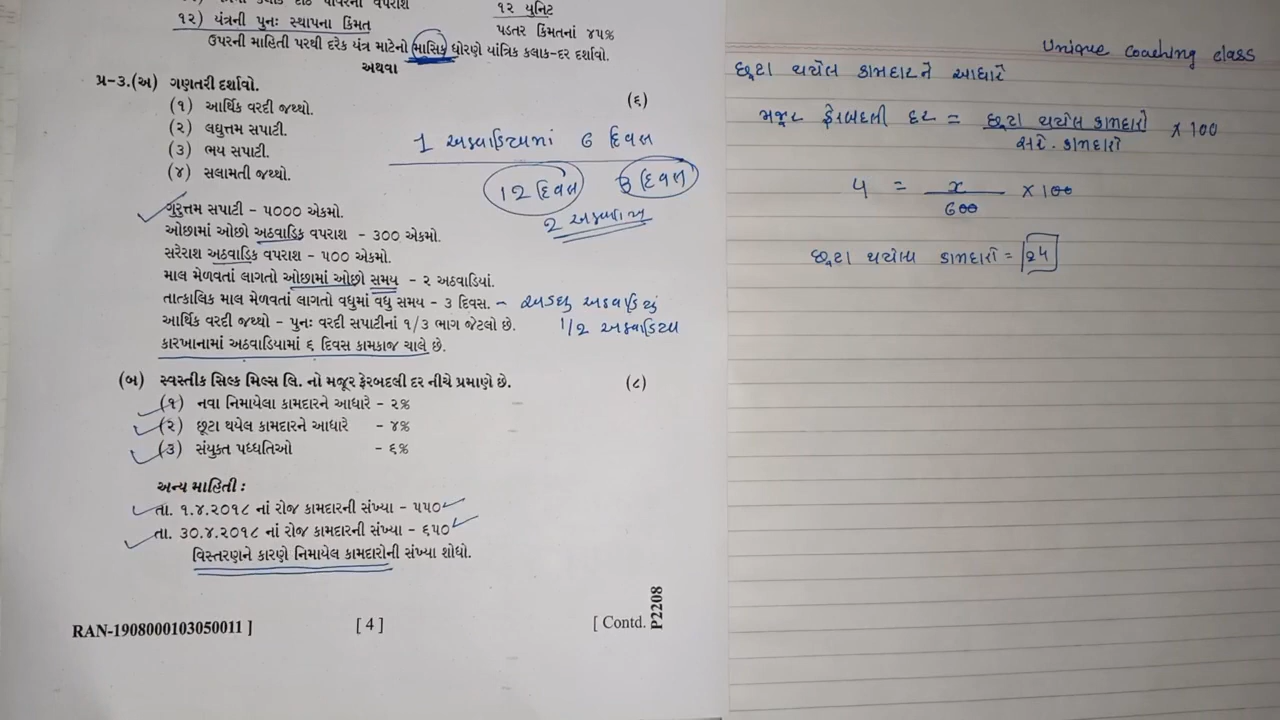 ૧૨ યુનિટ
૧૨) યંત્રની પુનઃ સ્થાપના કિંમત
પડતર કિંમતનાં ૪૫%
ઉપરની માહિતી પરથી દરેક યંત્ર માટેનો માસિક ધોરણે યાંત્રિક કલાક-દર દર્શાવો.
અથવા
પ્ર-૩.(અ) ગણતરી દર્શાવો.
(૬)
(૧) આર્થિક વરદી જથ્થો.
(૨) લઘુત્તમ સપાટી.
(૩) ભય સપાટી.
(૪) સલામતી જથ્થો.
1 અઠવાડિયામાં 6 દિવસ
12 દિવસ 3 દિવસ
2 અઠવાડિયા
ગુરુત્તમ સપાટી - ૫૦૦૦ એકમો.
ઓછામાં ઓછો અઠવાડિક વપરાશ - ૩૦૦ એકમો.
સરેરાશ અઠવાડિક વપરાશ - ૫૦૦ એકમો.
માલ મેળવતાં લાગતો ઓછામાં ઓછો સમય - ૨ અઠવાડિયાં.
તાત્કાલિક માલ મેળવતાં લાગતો વધુમાં વધુ સમય - ૩ દિવસ. - અડધુ અઠવાડિયું
આર્થિક વરદી જથ્થો - પુનઃ વરદી સપાટીનાં ૧/૩ ભાગ જેટલો છે. 1/2 અઠવાડિયા
કારખાનામાં અઠવાડિયામાં ૬ દિવસ કામકાજ ચાલે છે.
(બ) સ્વસ્તીક સિલ્ક મિલ્સ લિ. નો મજૂર ફેરબદલી દર નીચે પ્રમાણે છે. (૮)
(૧) નવા નિમાયેલા કામદારને આધારે - ૨%
(૨) છૂટા થયેલ કામદારને આધારે - ૪%
(૩) સંયુક્ત પધ્ધતિઓ - ૬%
અન્ય માહિતી :
તા. ૧.૪.૨૦૧૮ નાં રોજ કામદારની સંખ્યા - ૫૫૦
તા. ૩૦.૪.૨૦૧૮ નાં રોજ કામદારની સંખ્યા - ૬૫૦
વિસ્તરણને કારણે નિમાયેલ કામદારોની સંખ્યા શોધો.
RAN-1908000103050011 ] [ 4 ] [ Contd.
P2208
Unique coaching class
છૂટા થયેલ કામદારને આધારે
મજૂર ફેરબદલી દર = છૂટા થયેલ કામદારો × 100
સરે. કામદારો
4 = x × 100
600
છૂટા થયેલા કામદારો = 24